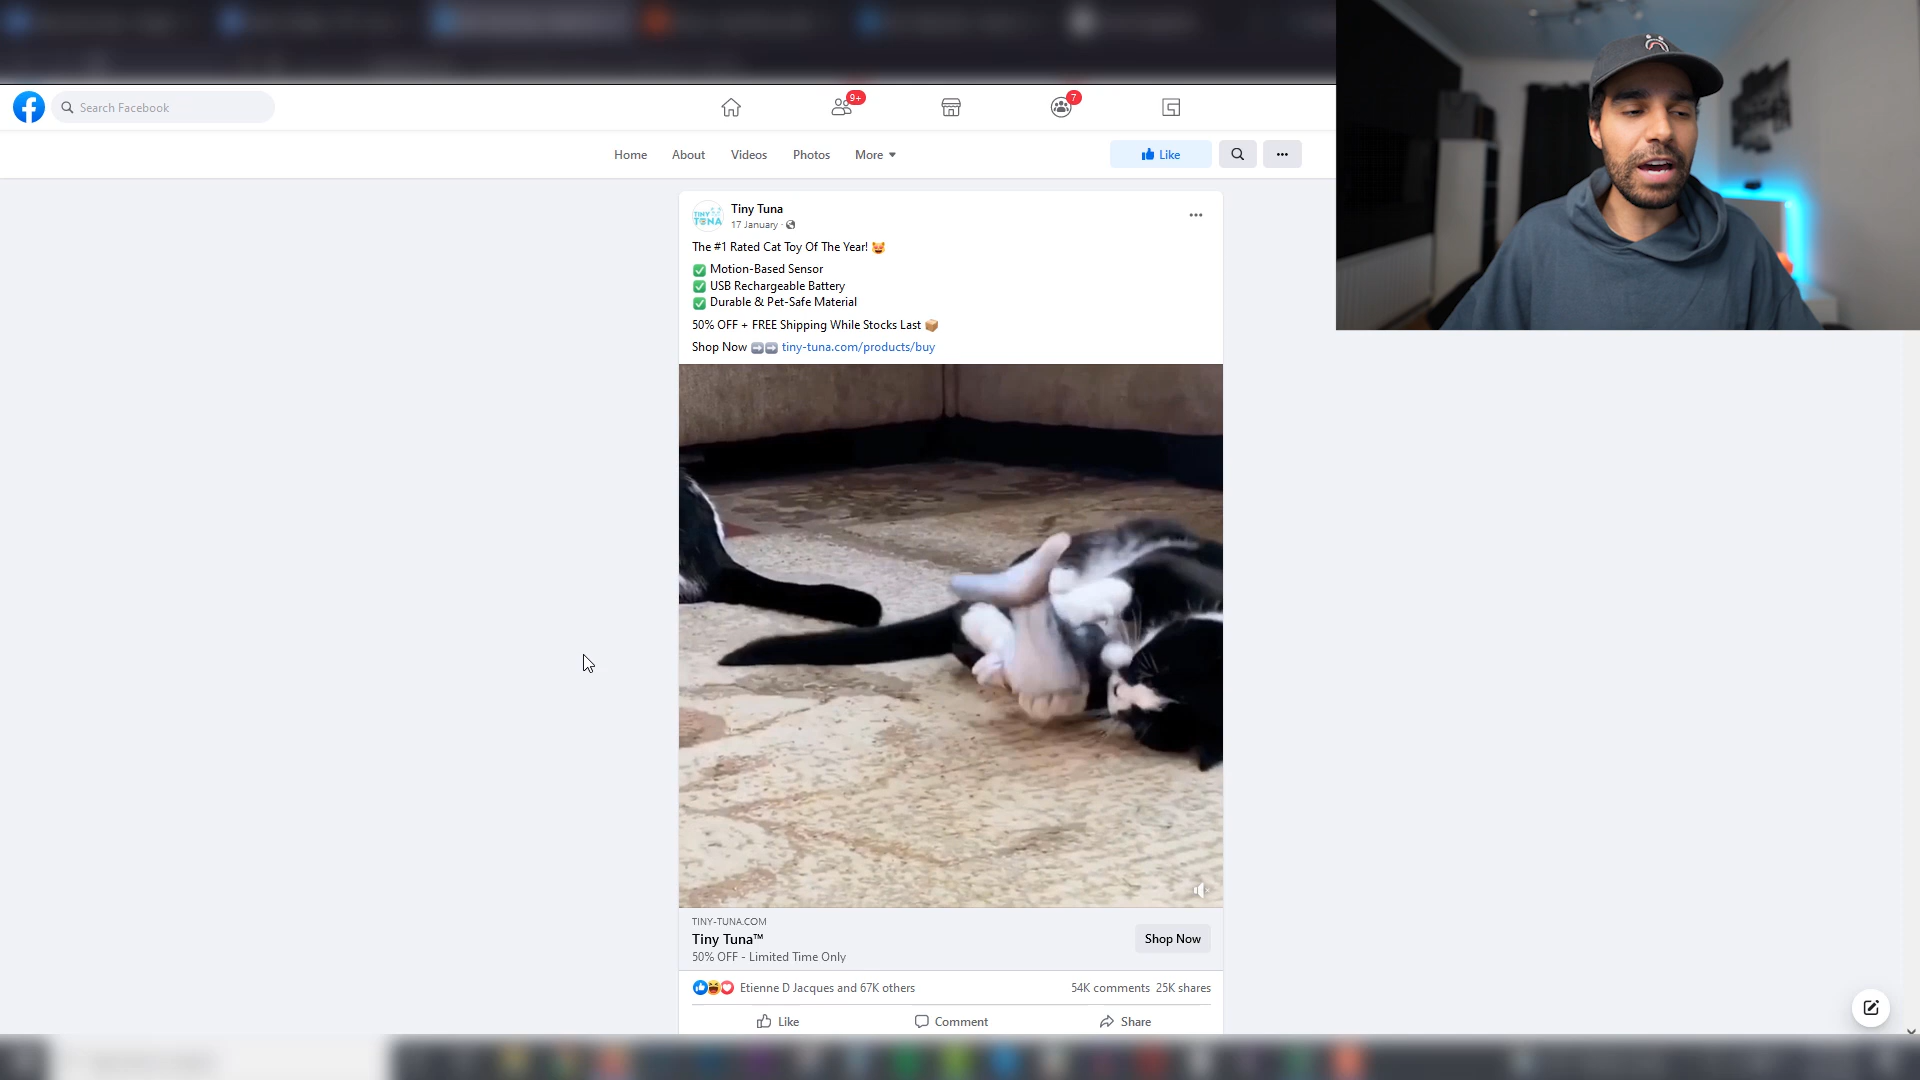 Search Facebook
9+
7
Home
About
Videos
Photos
More
Like
Tiny Tuna
17 January
The #1 Rated Cat Toy Of The Year!
Motion-Based Sensor
USB Rechargeable Battery
Durable & Pet-Safe Material
50% OFF + FREE Shipping While Stocks Last
Shop Now tiny-tuna.com/products/buy
TINY-TUNA.COM
Tiny Tuna™
50% OFF - Limited Time Only
Shop Now
Etienne D Jacques and 67K others
54K comments 25K shares
Like
Comment
Share